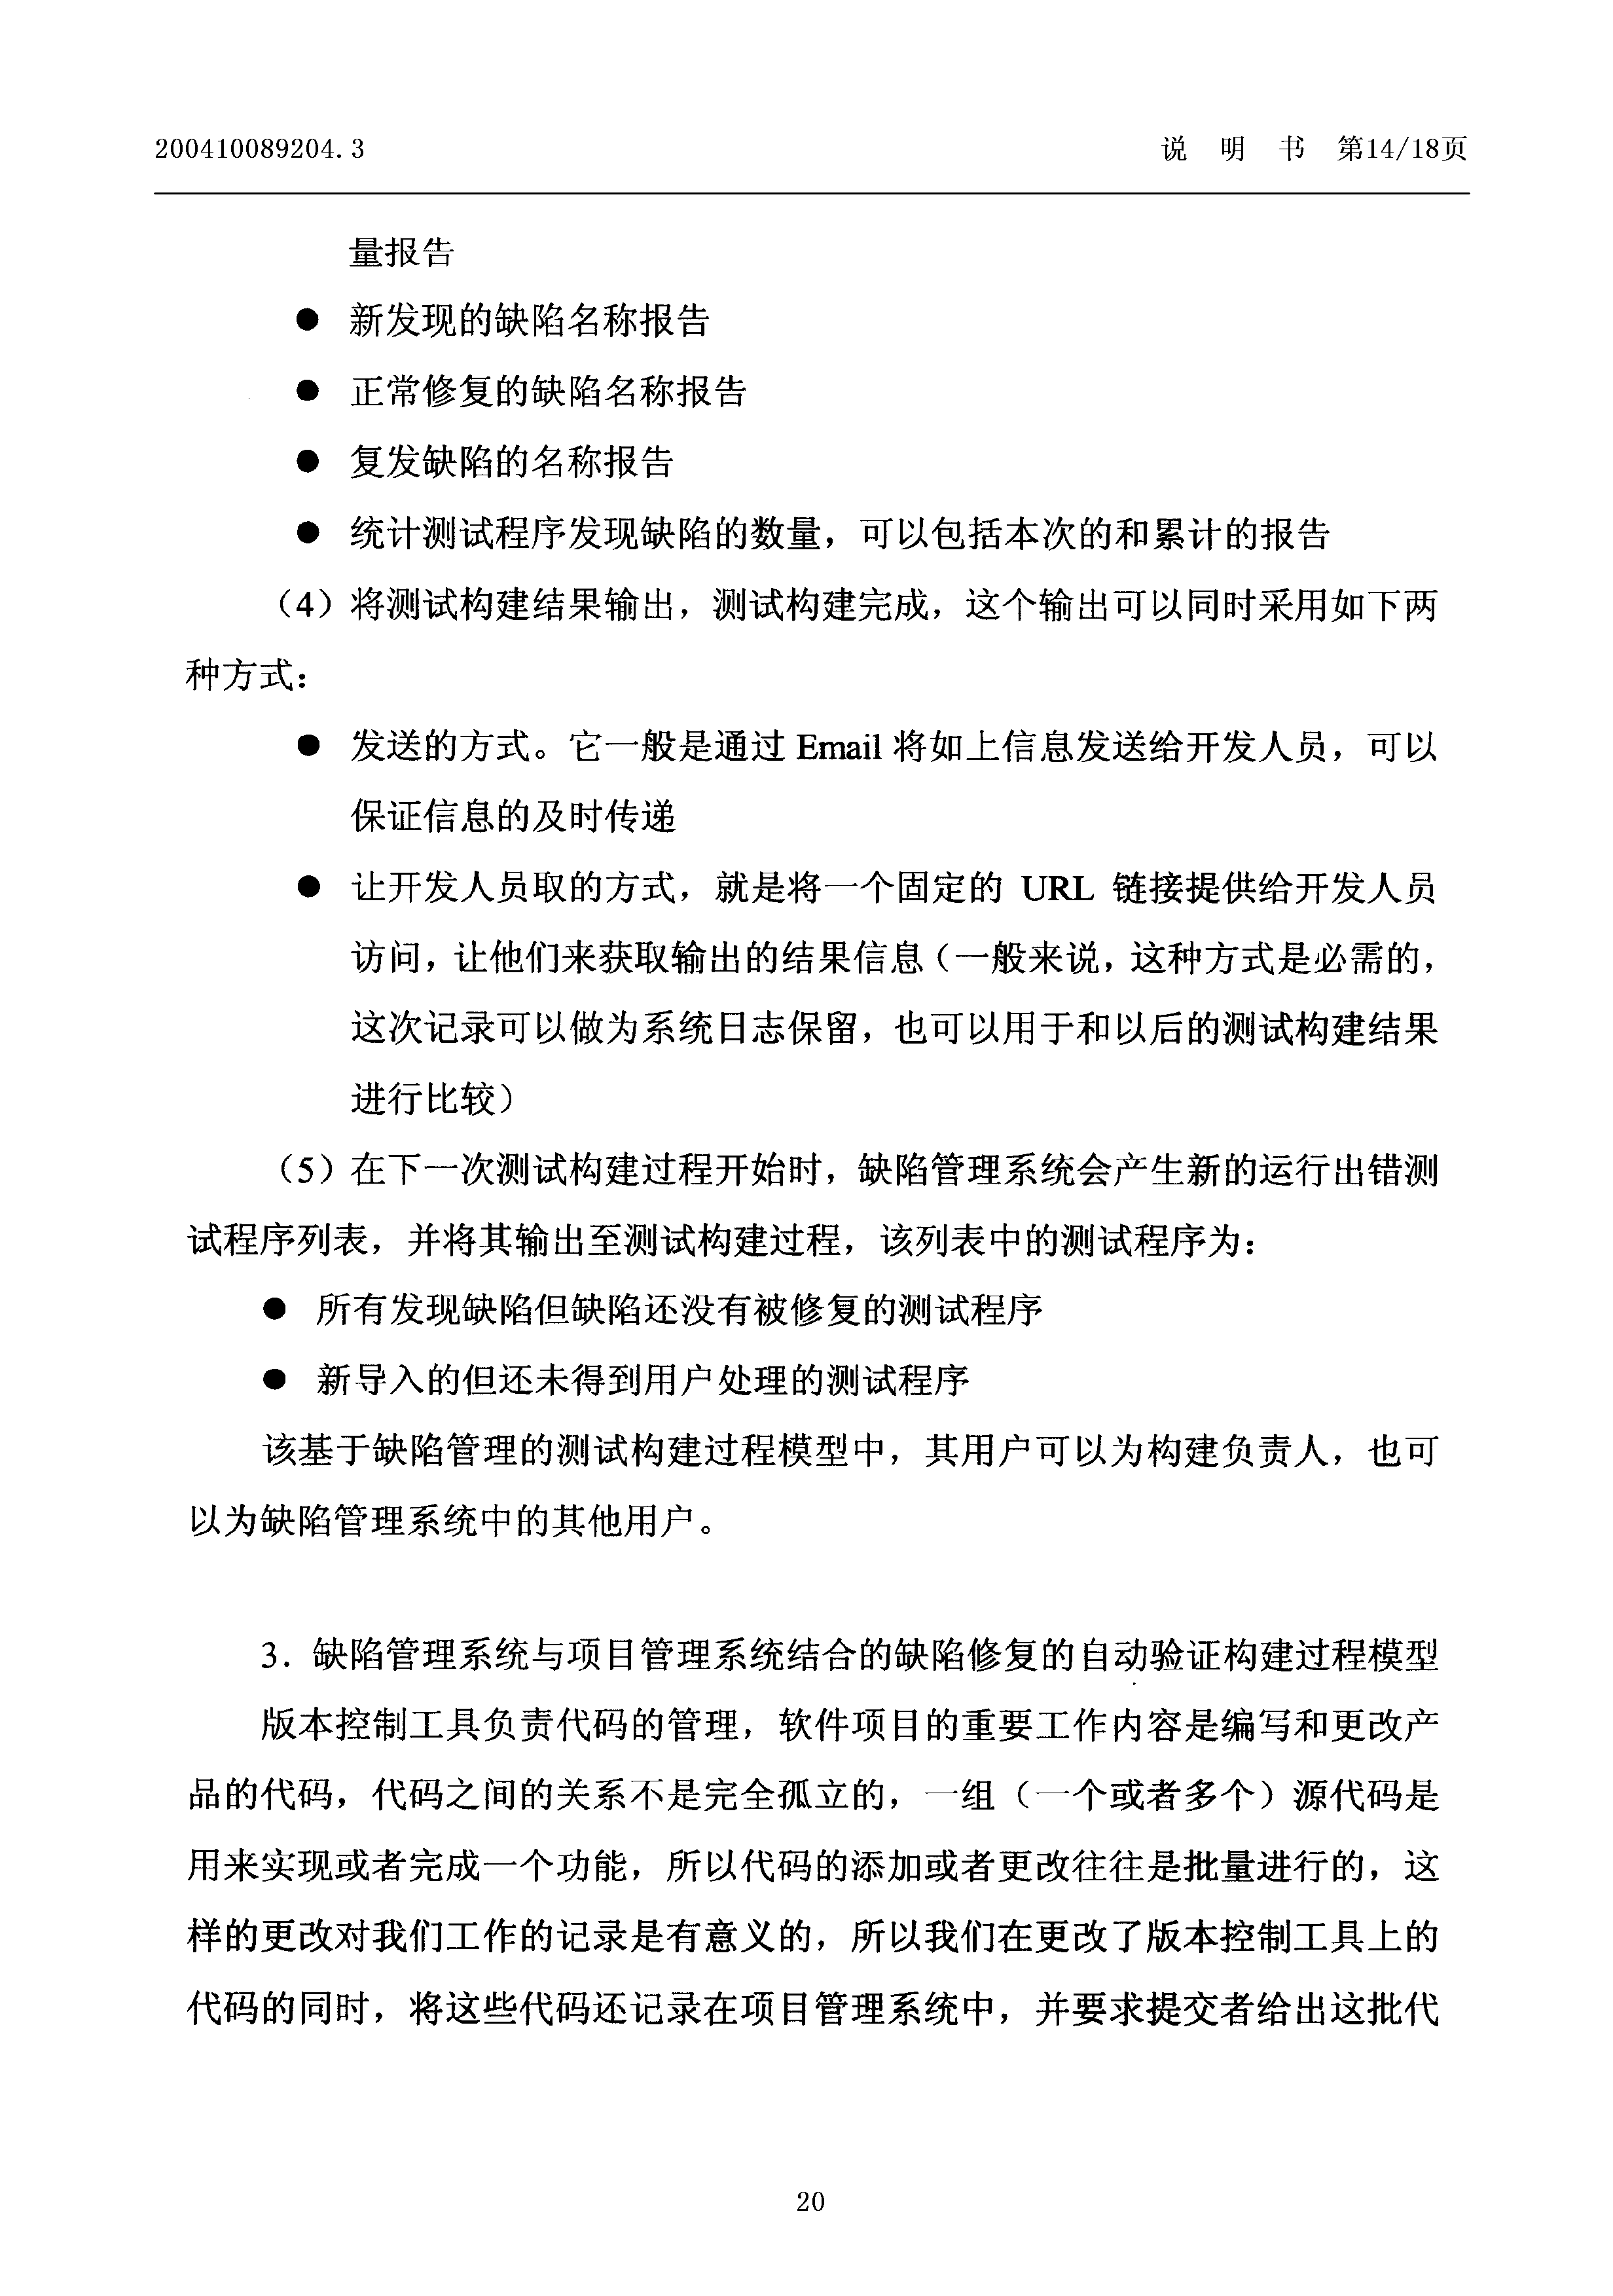 200410089204.3 说 明 书 第14/18页
量报告
● 新发现的缺陷名称报告
● 正常修复的缺陷名称报告
● 复发缺陷的名称报告
● 统计测试程序发现缺陷的数量，可以包括本次的和累计的报告
（4）将测试构建结果输出，测试构建完成，这个输出可以同时采用如下两
种方式：
● 发送的方式。它一般是通过 Email 将如上信息发送给开发人员，可以
保证信息的及时传递
● 让开发人员取的方式，就是将一个固定的 URL 链接提供给开发人员
访问，让他们来获取输出的结果信息（一般来说，这种方式是必需的，
这次记录可以做为系统日志保留，也可以用于和以后的测试构建结果
进行比较）
（5）在下一次测试构建过程开始时，缺陷管理系统会产生新的运行出错测
试程序列表，并将其输出至测试构建过程，该列表中的测试程序为：
● 所有发现缺陷但缺陷还没有被修复的测试程序
● 新导入的但还未得到用户处理的测试程序
该基于缺陷管理的测试构建过程模型中，其用户可以为构建负责人，也可
以为缺陷管理系统中的其他用户。
3．缺陷管理系统与项目管理系统结合的缺陷修复的自动验证构建过程模型
版本控制工具负责代码的管理，软件项目的重要工作内容是编写和更改产
品的代码，代码之间的关系不是完全孤立的，一组（一个或者多个）源代码是
用来实现或者完成一个功能，所以代码的添加或者更改往往是批量进行的，这
样的更改对我们工作的记录是有意义的，所以我们在更改了版本控制工具上的
代码的同时，将这些代码还记录在项目管理系统中，并要求提交者给出这批代
20